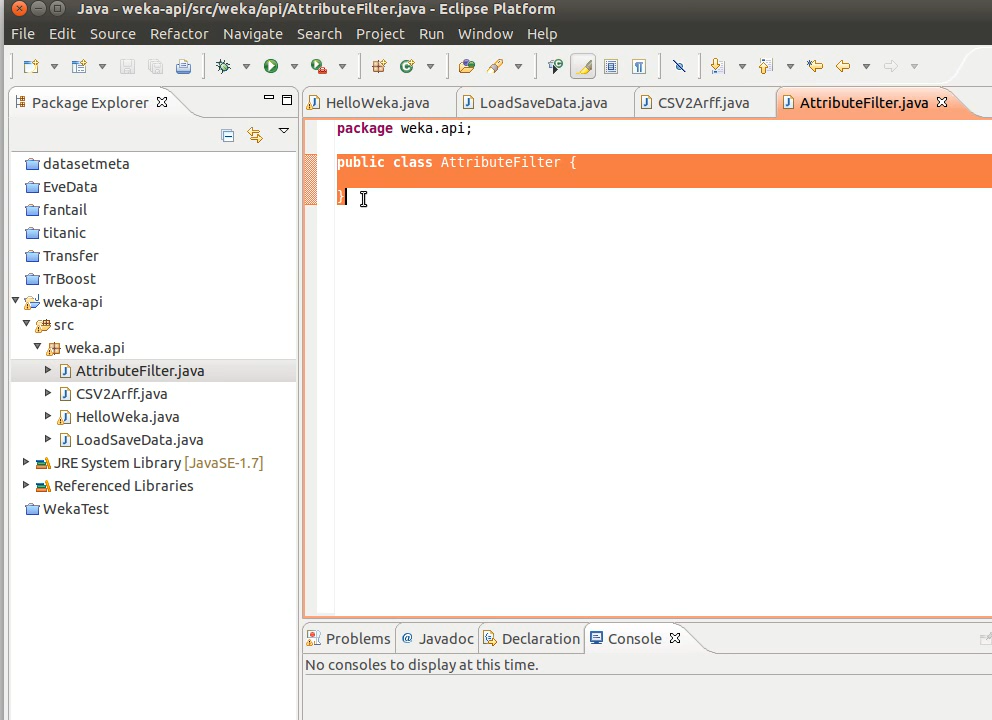 Java - weka-api/src/weka/api/AttributeFilter.java - Eclipse Platform
File Edit Source Refactor Navigate Search Project Run Window Help
Package Explorer
HelloWeka.java LoadSaveData.java CSV2Arff.java AttributeFilter.java
package weka.api;
public class AttributeFilter {
}
datasetmeta
EveData
fantail
titanic
Transfer
TrBoost
weka-api
src
weka.api
AttributeFilter.java
CSV2Arff.java
HelloWeka.java
LoadSaveData.java
JRE System Library [JavaSE-1.7]
Referenced Libraries
WekaTest
Problems @ Javadoc Declaration Console
No consoles to display at this time.